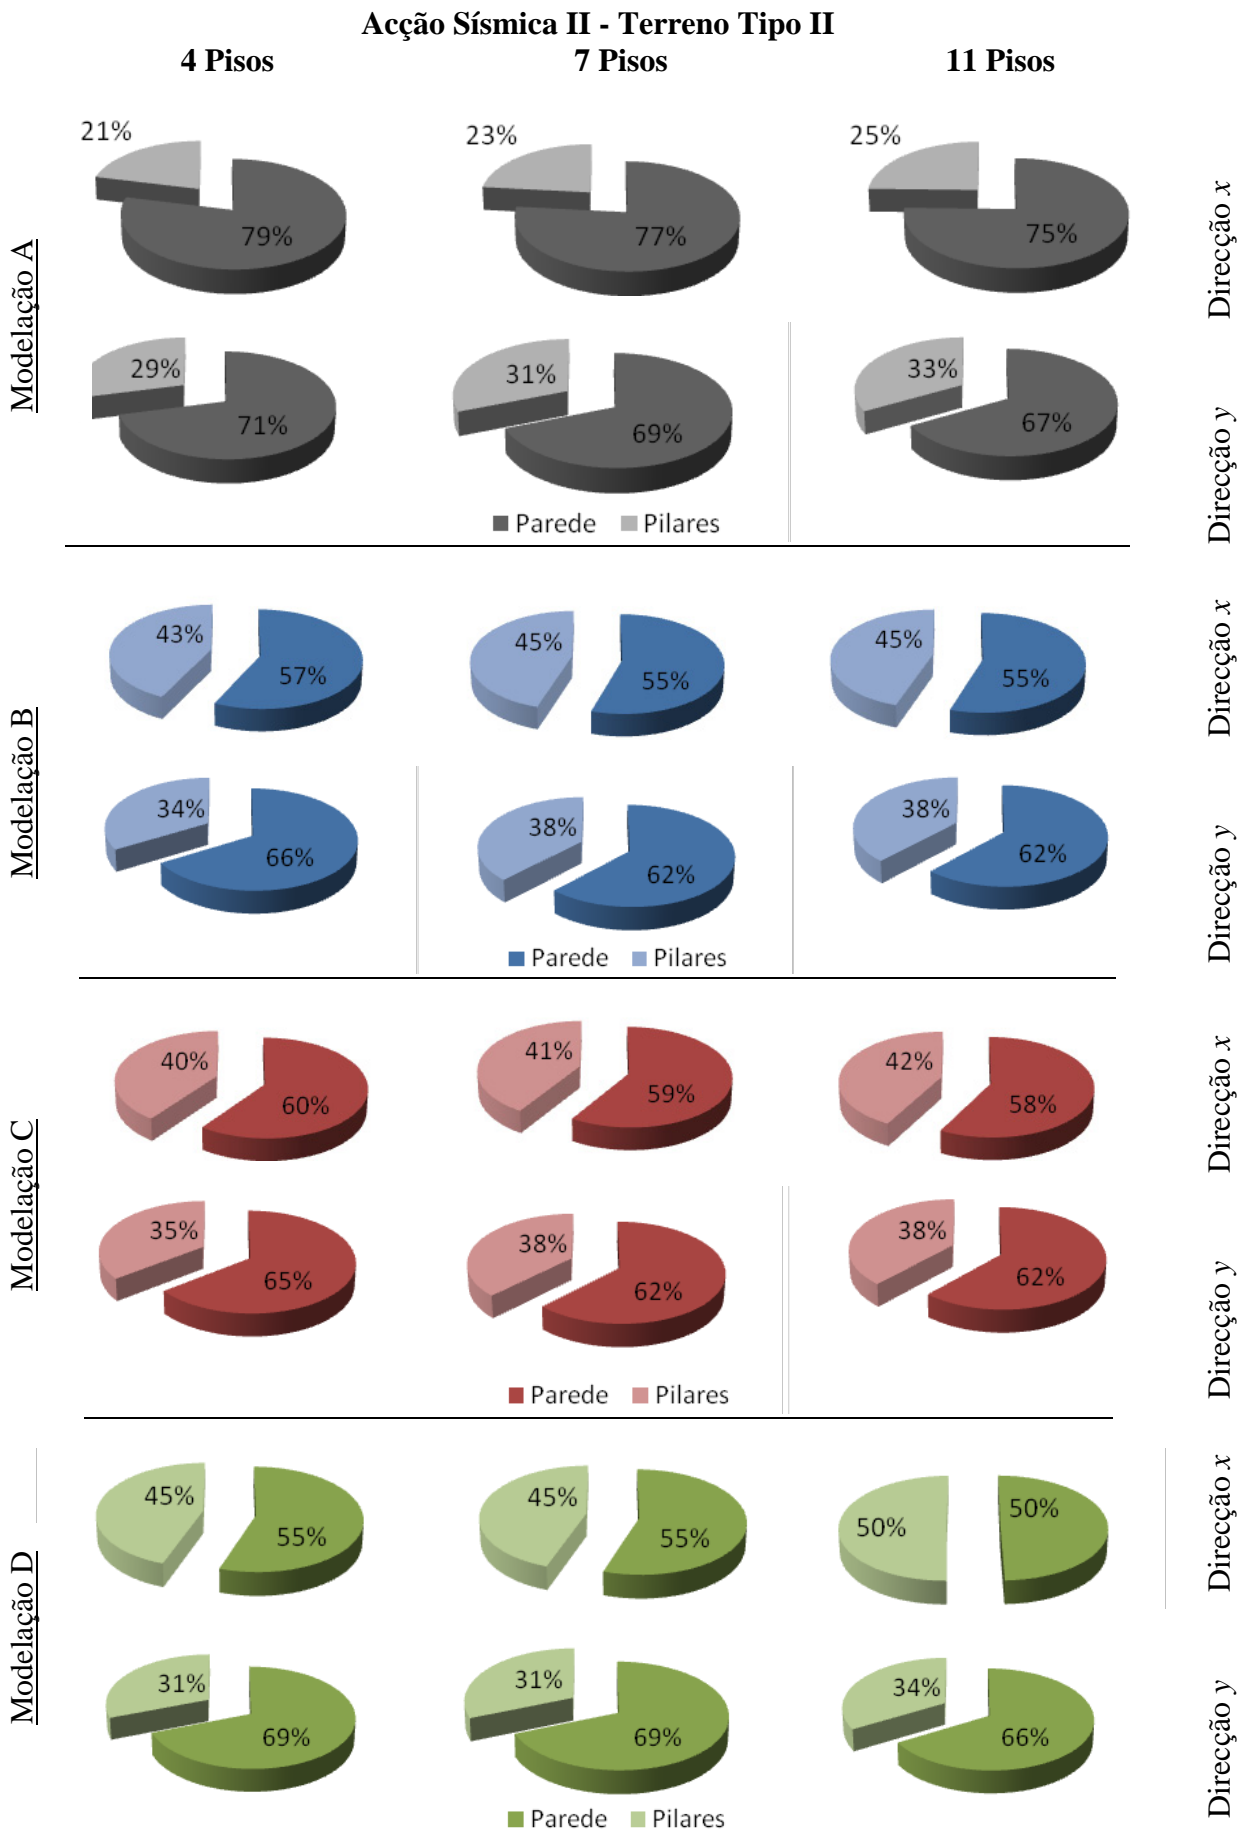 Acção Sísmica II - Terreno Tipo II
4 Pisos 7 Pisos 11 Pisos
Modelação A
21% 23% 25%
79% 77% 75%
Direcção x
29% 31% 33%
71% 69% 67%
Direcção y
Parede Pilares
Modelação B
43% 45% 45%
57% 55% 55%
Direcção x
34% 38% 38%
66% 62% 62%
Direcção y
Parede Pilares
Modelação C
40% 41% 42%
60% 59% 58%
Direcção x
35% 38% 38%
65% 62% 62%
Direcção y
Parede Pilares
Modelação D
45% 45% 50%
55% 55% 50%
Direcção x
31% 31% 34%
69% 69% 66%
Direcção y
Parede Pilares